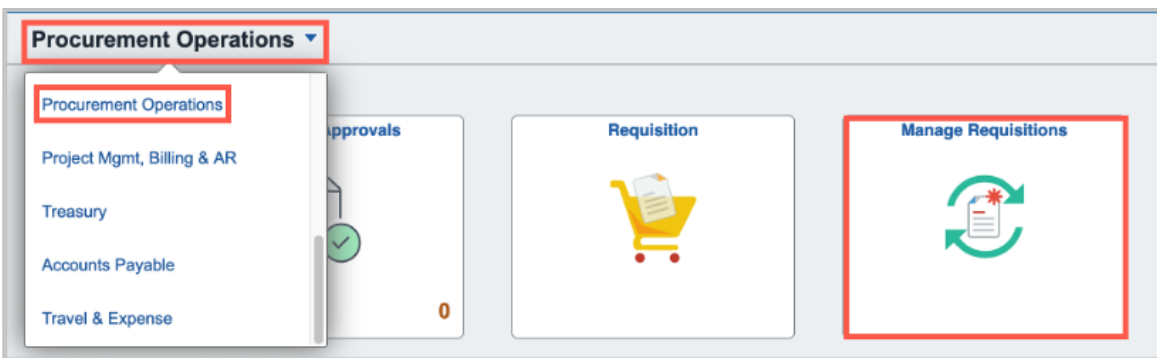 Procurement Operations
Procurement Operations
Project Mgmt, Billing & AR
Treasury
Accounts Payable
Travel & Expense
Approvals
0
Requisition
Manage Requisitions